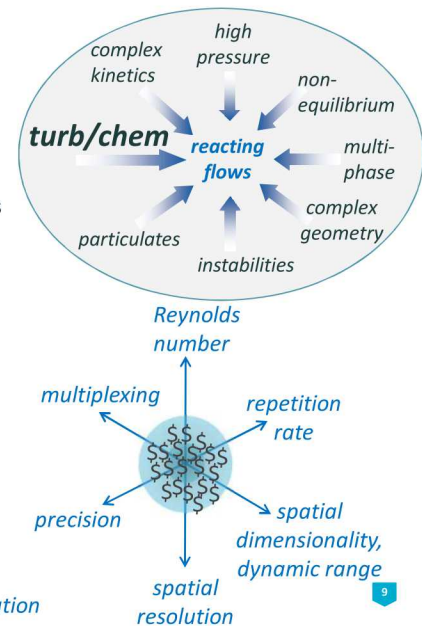 complex
kinetics
high
pressure
non-
equilibrium
turb/chem
reacting
flows
multi-
phase
s
particulates
instabilities
complex
geometry
Reynolds
number
multiplexing
repetition
rate
$$
$$$$
$$$$$
$$$$
$$$
precision
spatial
dimensionality,
dynamic range
spatial
resolution
9
tion